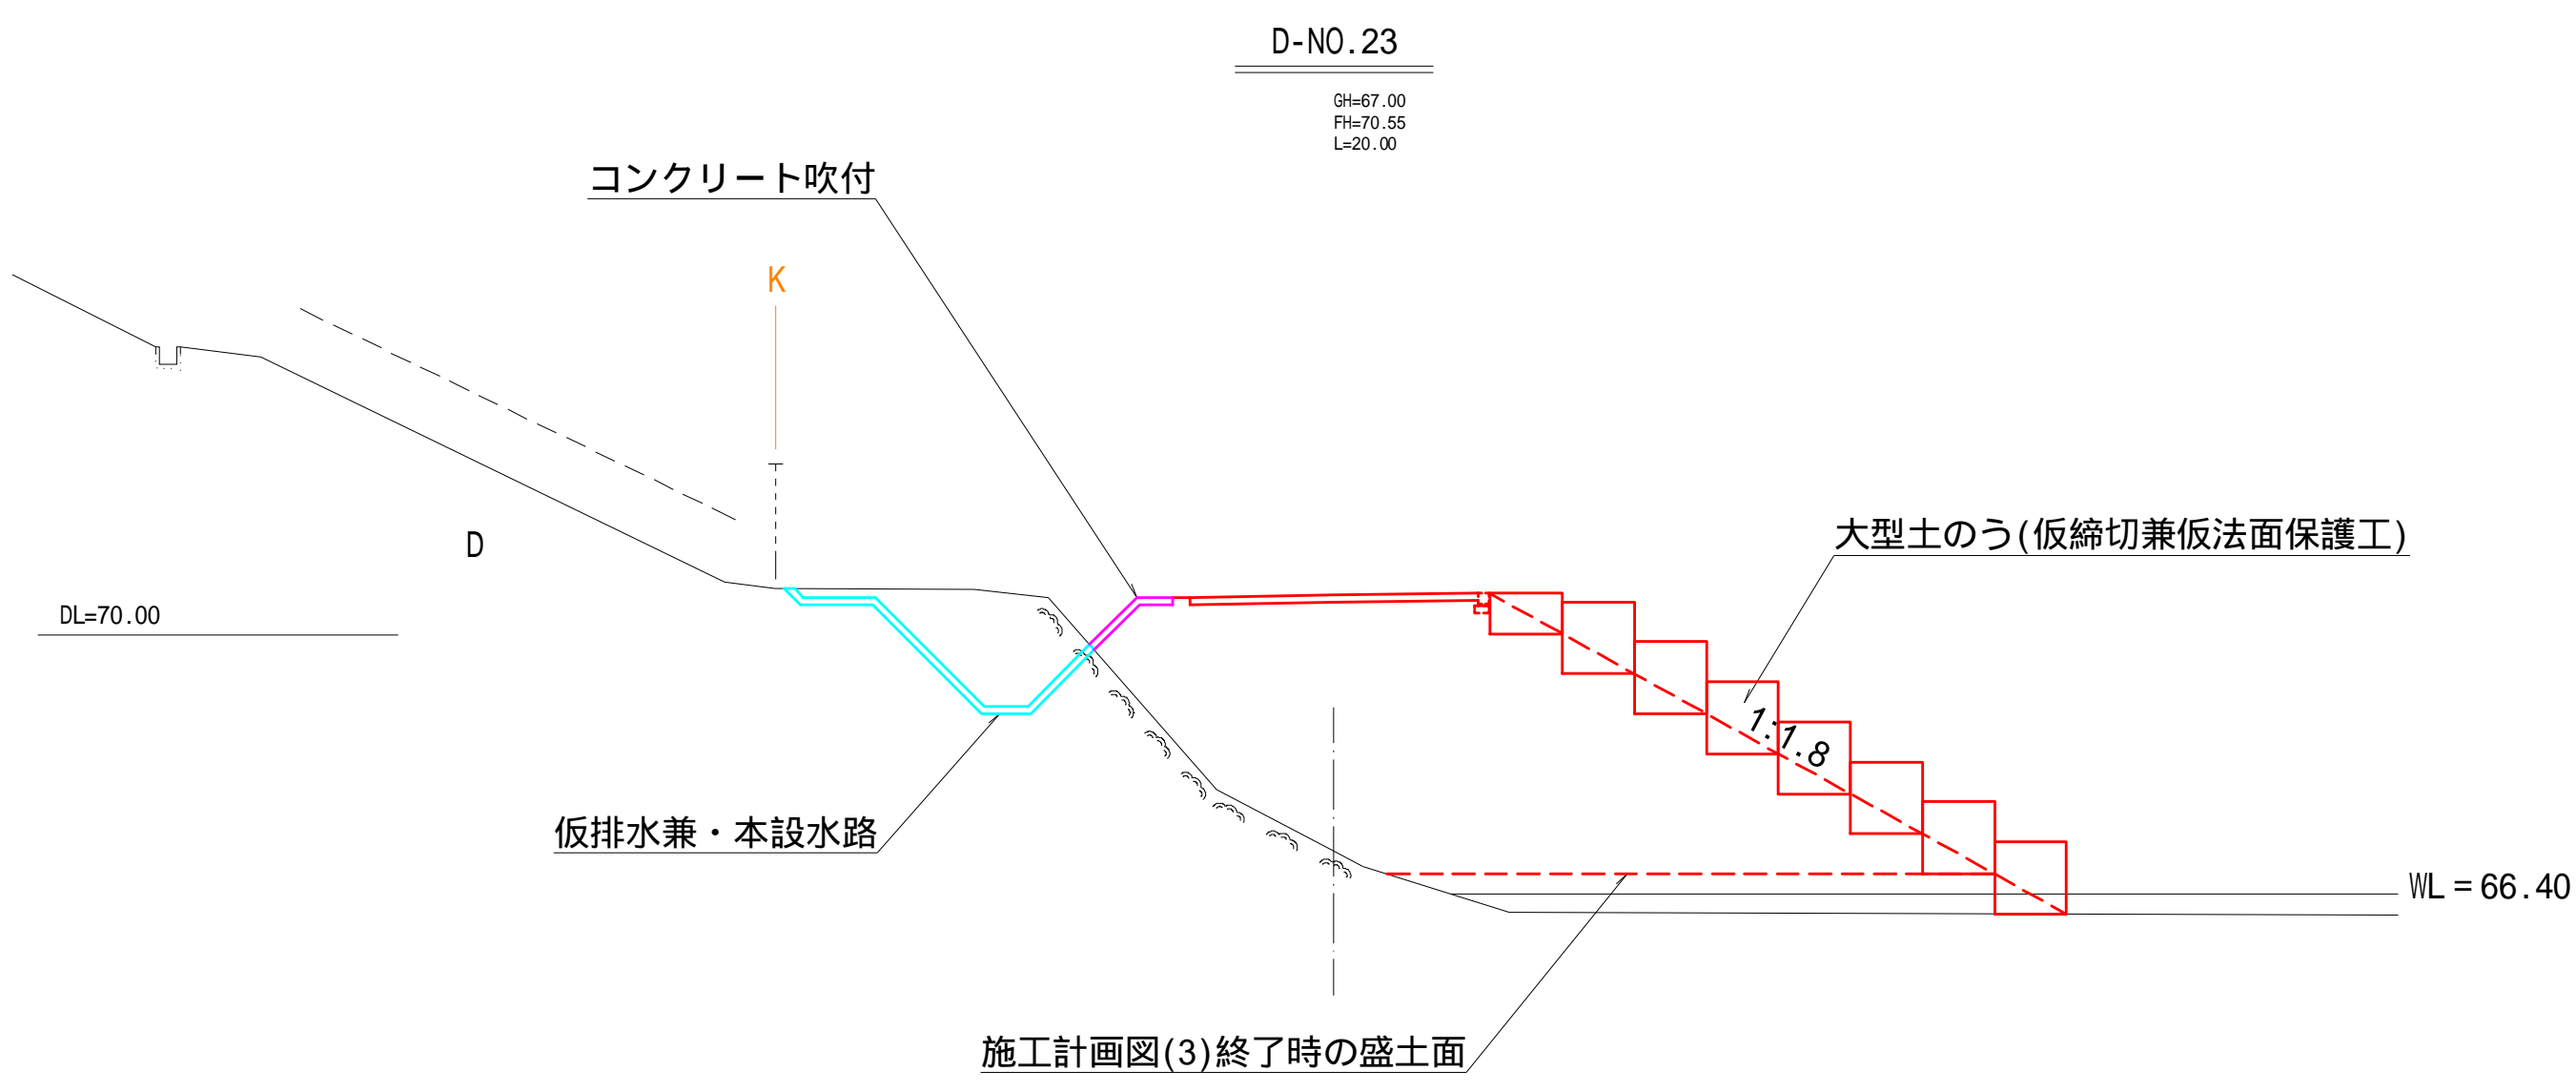 D-NO.23
GH=67.00
FH=70.55
L=20.00
コンクリート吹付
K
大型土のう(仮締切兼仮法面保護工)
D
DL=70.00
1:1.8
仮排水兼・本設水路
WL=66.40
施工計画図(3)終了時の盛土面